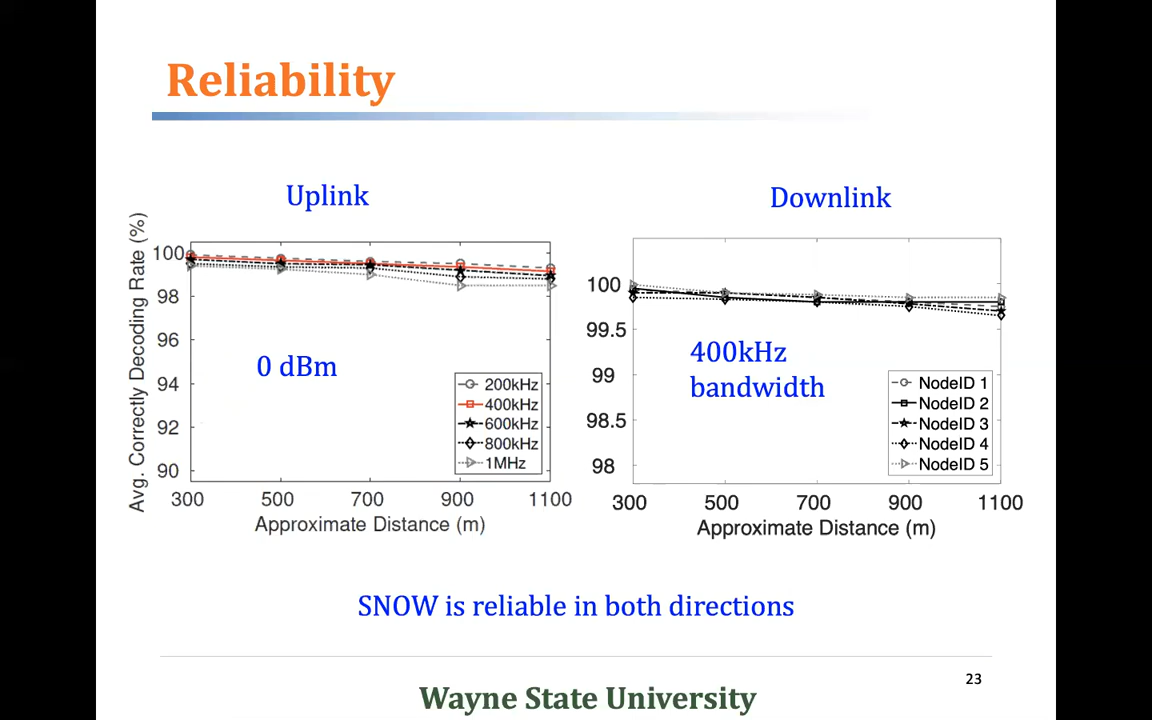 Reliability
Uplink
Avg. Correctly Decoding Rate (%)
100
98
96
94
92
90
0 dBm
200kHz
400kHz
600kHz
800kHz
1MHz
300 500 700 900 1100
Approximate Distance (m)
Downlink
100
99.5
99
98.5
98
400kHz
bandwidth
NodeID 1
NodeID 2
NodeID 3
NodeID 4
NodeID 5
300 500 700 900 1100
Approximate Distance (m)
SNOW is reliable in both directions
23
Wayne State University